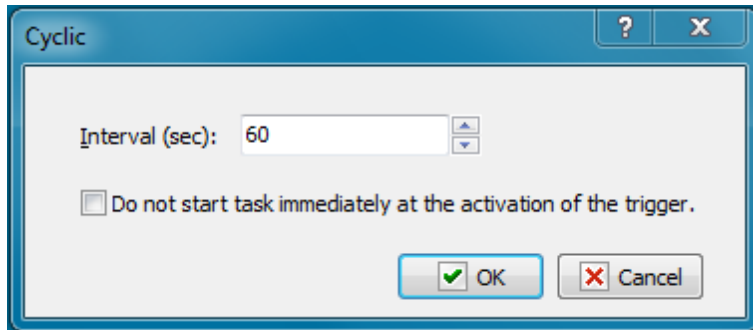 Cyclic
?
X
Interval (sec): 60
Do not start task immediately at the activation of the trigger.
OK Cancel